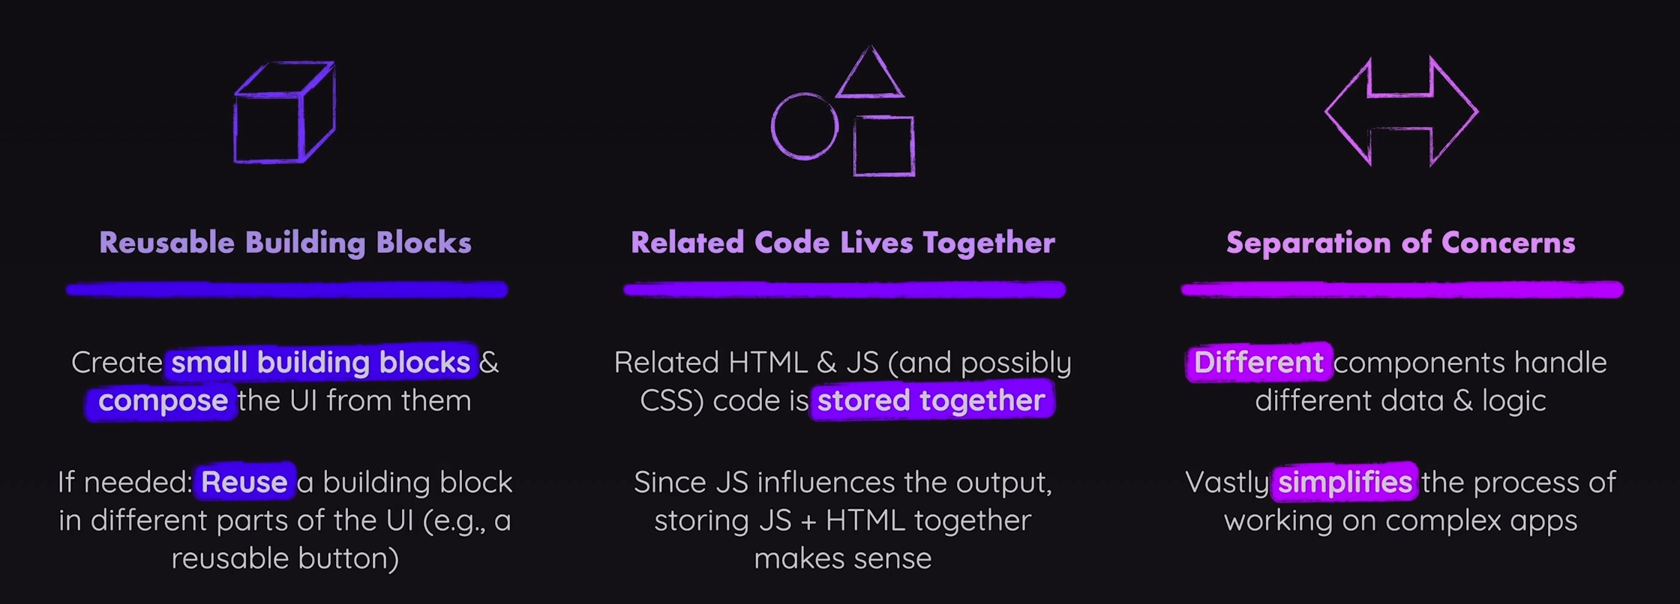 Reusable Building Blocks
Create small building blocks &
compose the UI from them
If needed: Reuse a building block
in different parts of the UI (e.g., a
reusable button)
Related Code Lives Together
Related HTML & JS (and possibly
CSS) code is stored together
Since JS influences the output,
storing JS + HTML together
makes sense
Separation of Concerns
Different components handle
different data & logic
Vastly simplifies the process of
working on complex apps